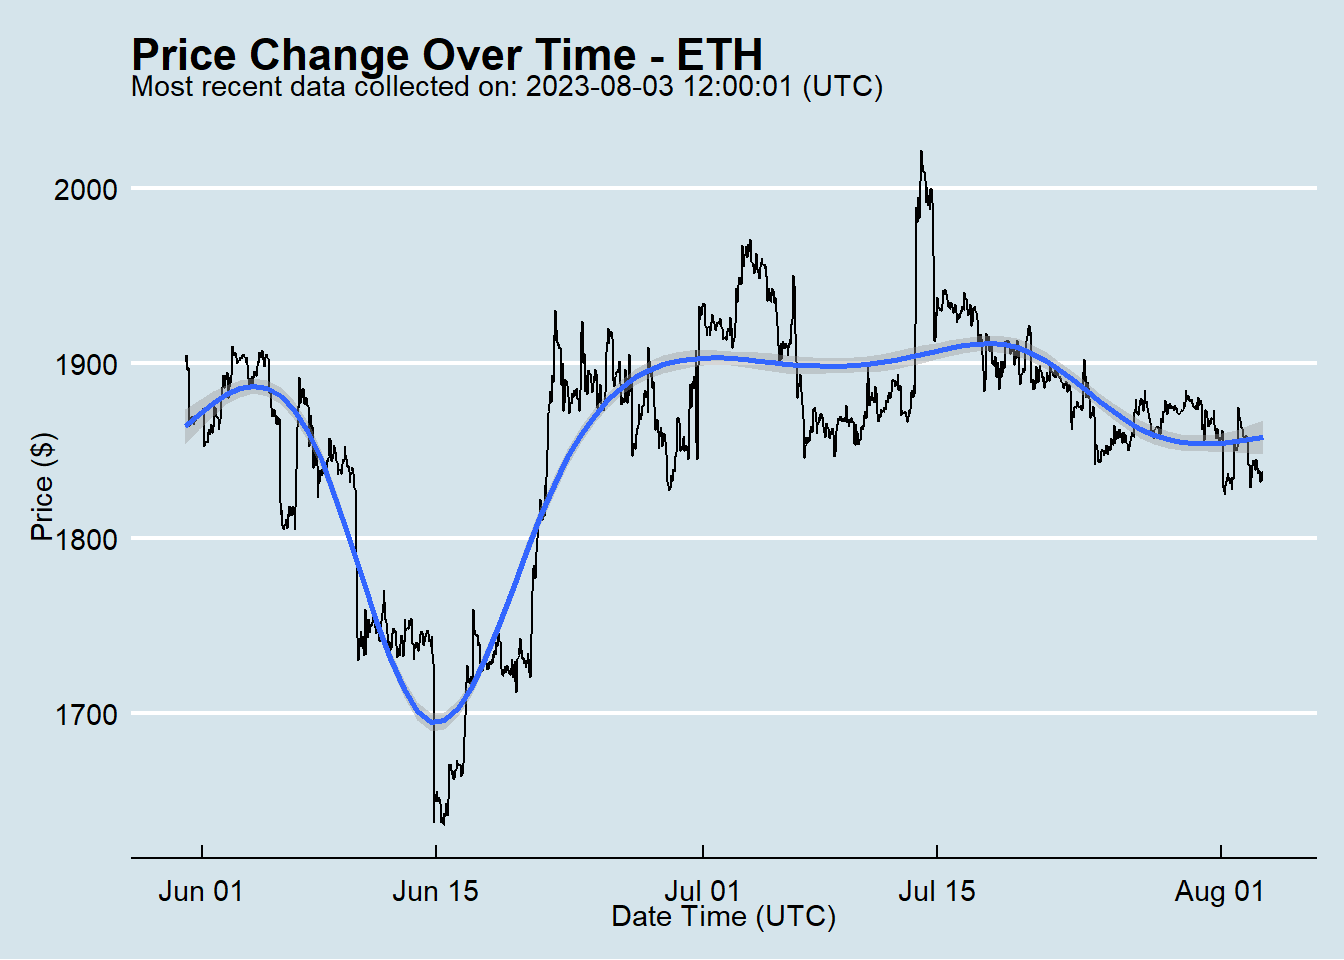 Price Change Over Time - ETH
Most recent data collected on: 2023-08-03 12:00:01 (UTC)
Price ($)
2000
1900
1800
1700
Jun 01 Jun 15 Jul 01 Jul 15 Aug 01
Date Time (UTC)